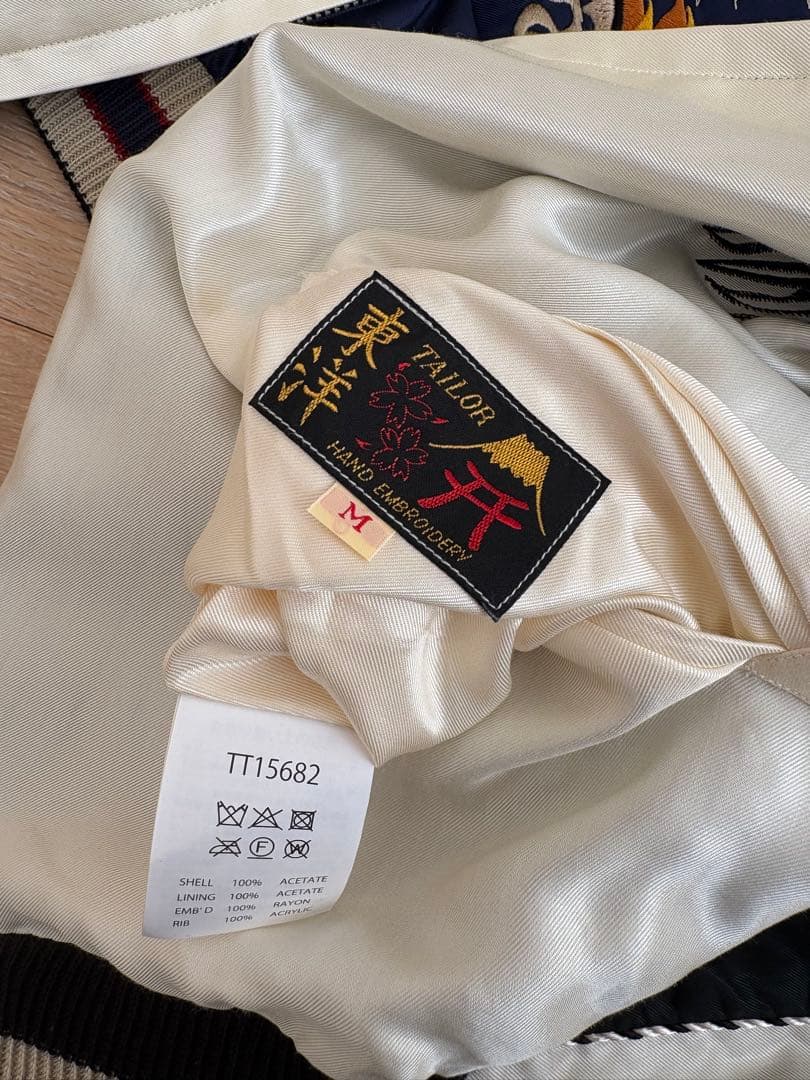 東洋
TAILOR
HAND EMBROIDERY
M
TT15682
F W
SHELL 100% ACETATE
LINING 100% ACETATE
EMB'D 100% RAYON
RIB 100% ACRYLIC